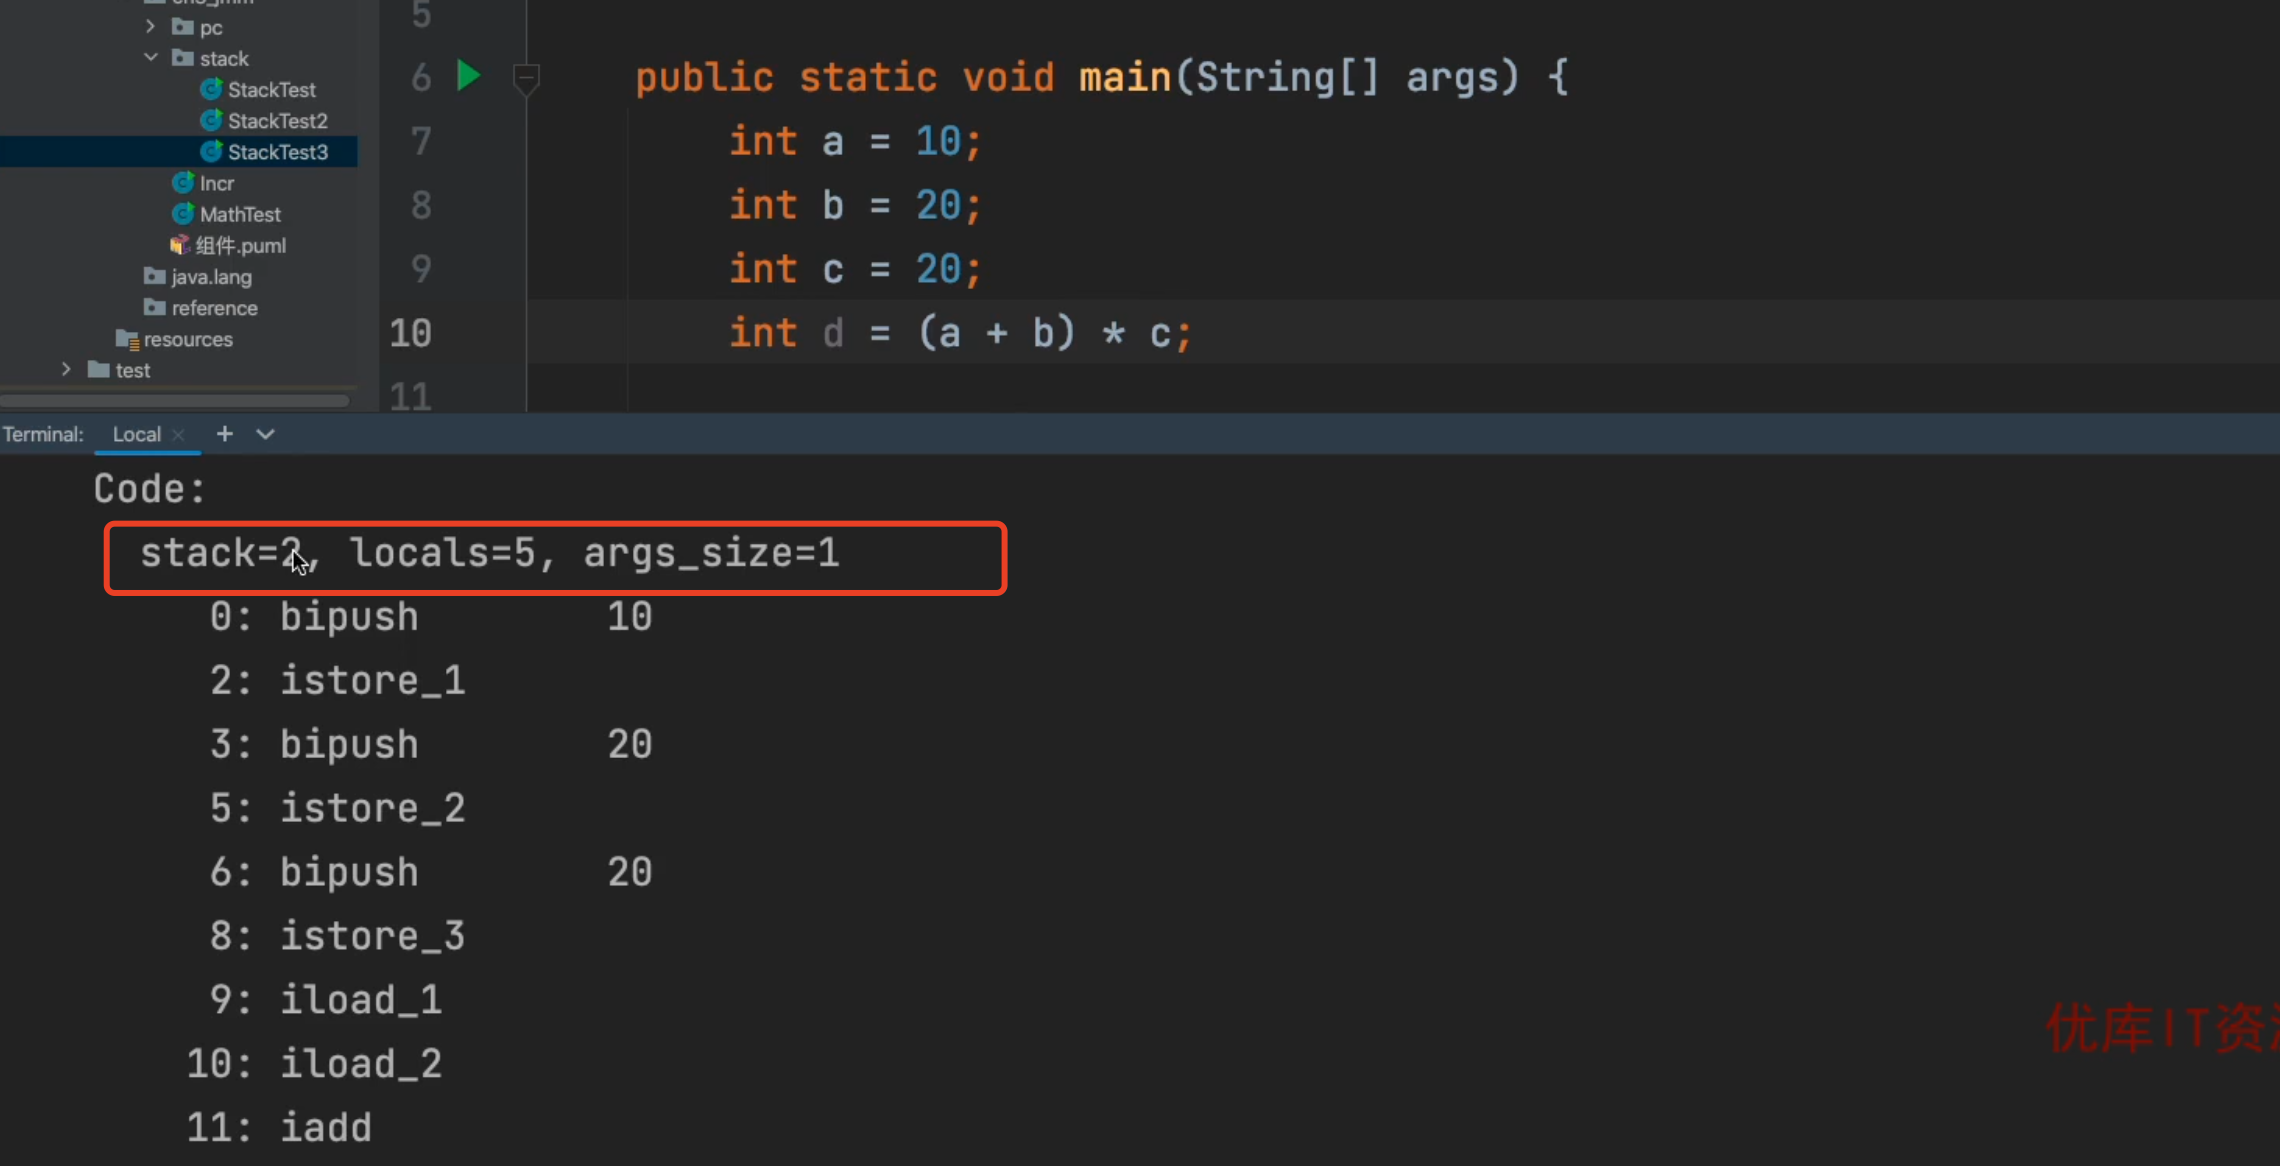 pc
stack
StackTest
StackTest2
StackTest3
Incr
MathTest
组件.puml
java.lang
reference
resources
test
5
6 public static void main(String[] args) {
7 int a = 10;
8 int b = 20;
9 int c = 20;
10 int d = (a + b) * c;
11
Terminal: Local × +
Code:
stack=2, locals=5, args_size=1
0: bipush 10
2: istore_1
3: bipush 20
5: istore_2
6: bipush 20
8: istore_3
9: iload_1
10: iload_2
11: iadd
优库IT资